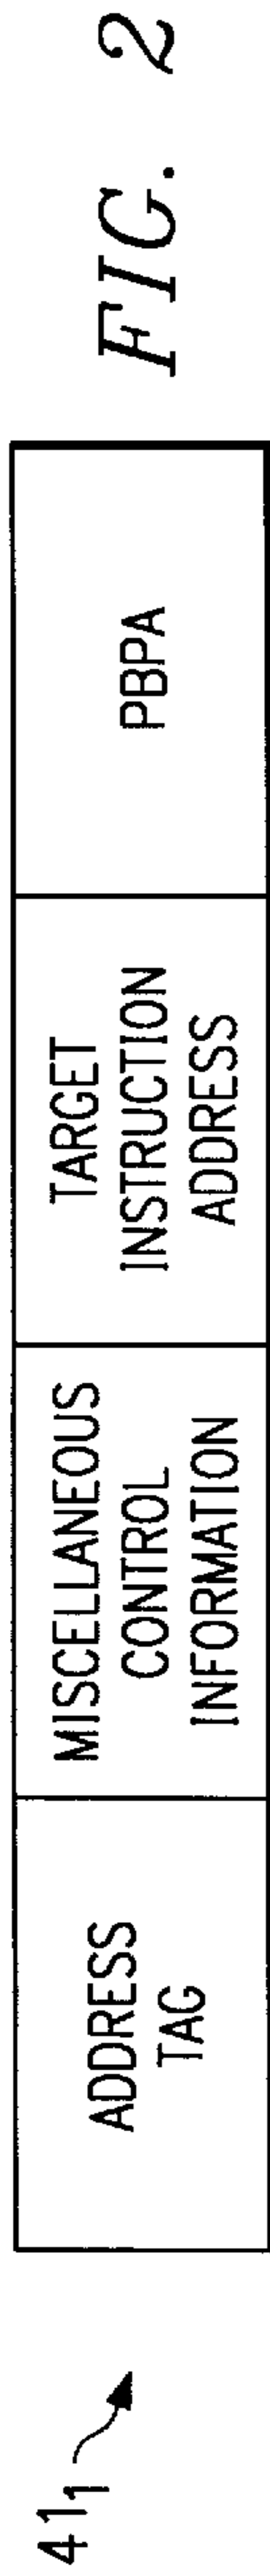 41₁
ADDRESS
TAG
MISCELLANEOUS
CONTROL
INFORMATION
TARGET
INSTRUCTION
ADDRESS
PBPA
FIG. 2